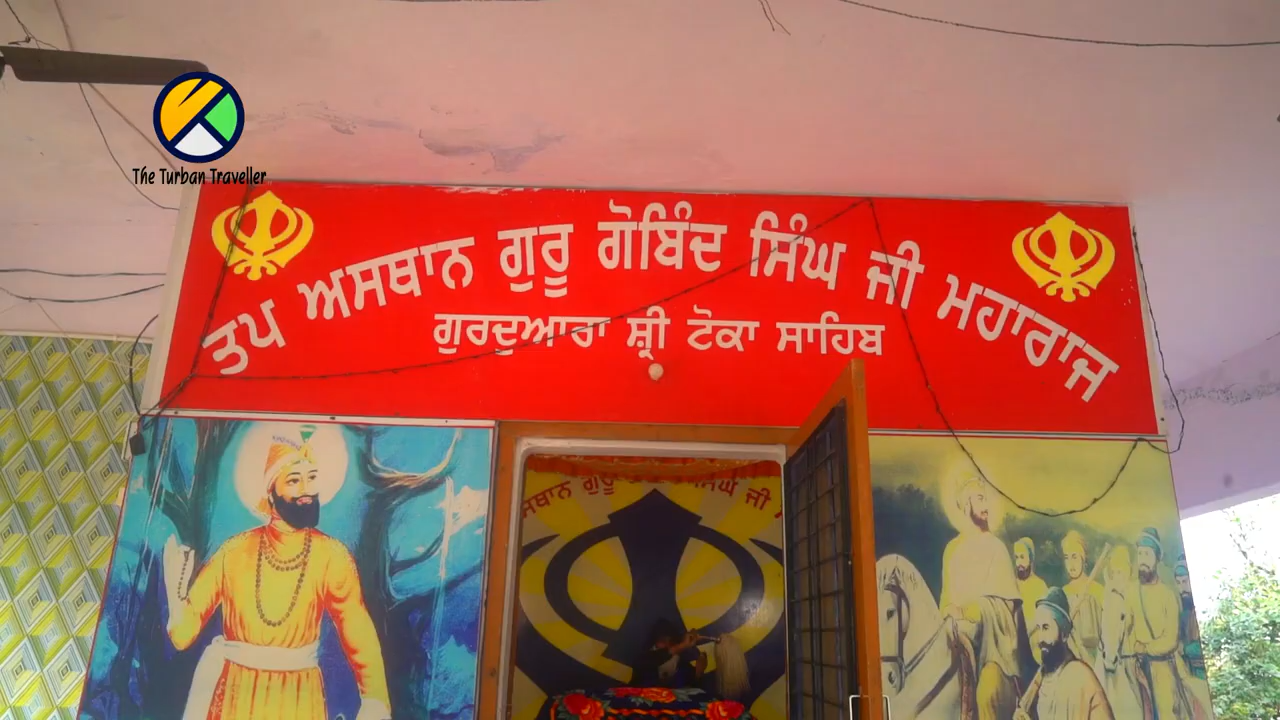 The Turban Traveller
ਤਪ ਅਸਥਾਨ ਗੁਰੂ ਗੋਬਿੰਦ ਸਿੰਘ ਜੀ ਮਹਾਰਾਜ
ਗੁਰਦੁਆਰਾ ਸ਼੍ਰੀ ਟੋਕਾ ਸਾਹਿਬ
ਗੁਰੂ ਸਿੰਘ ਜੀ